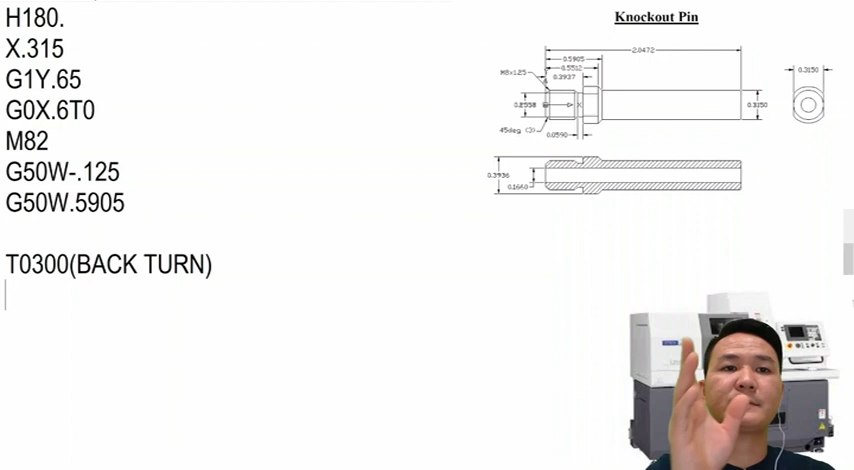 H180.
X.315
G1Y.65
G0X.6T0
M82
G50W-.125
G50W.5905
T0300(BACK TURN)
Knockout Pin
2.0472
0.5905
0.5512
0.3937
M8x1.25
0.3150
0.2558
X
0.3150
45deg (3)
0.0590
0.3936
0.1660